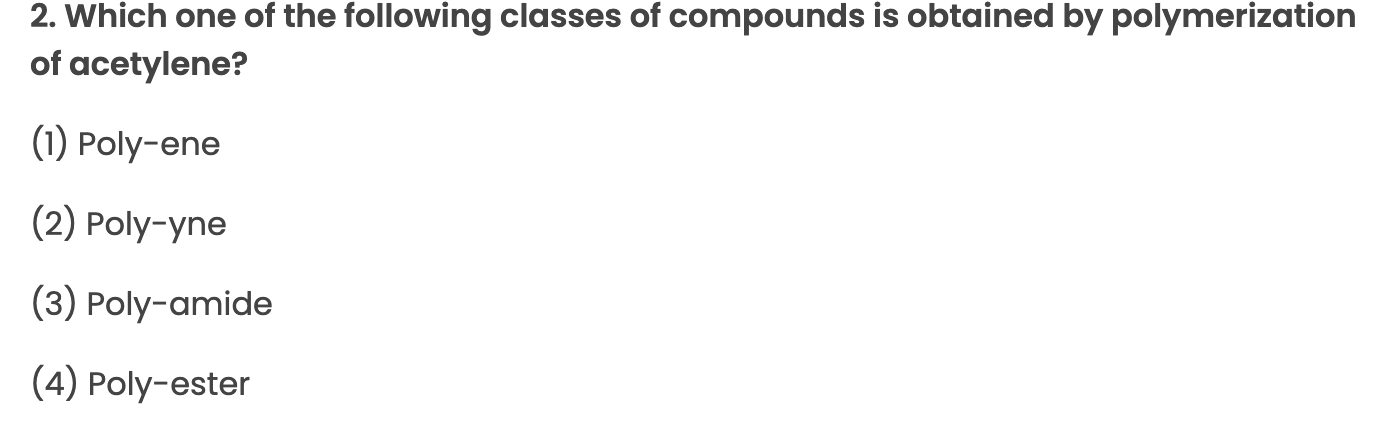 2. Which one of the following classes of compounds is obtained by polymerization
of acetylene?
(1) Poly-ene
(2) Poly-yne
(3) Poly-amide
(4) Poly-ester